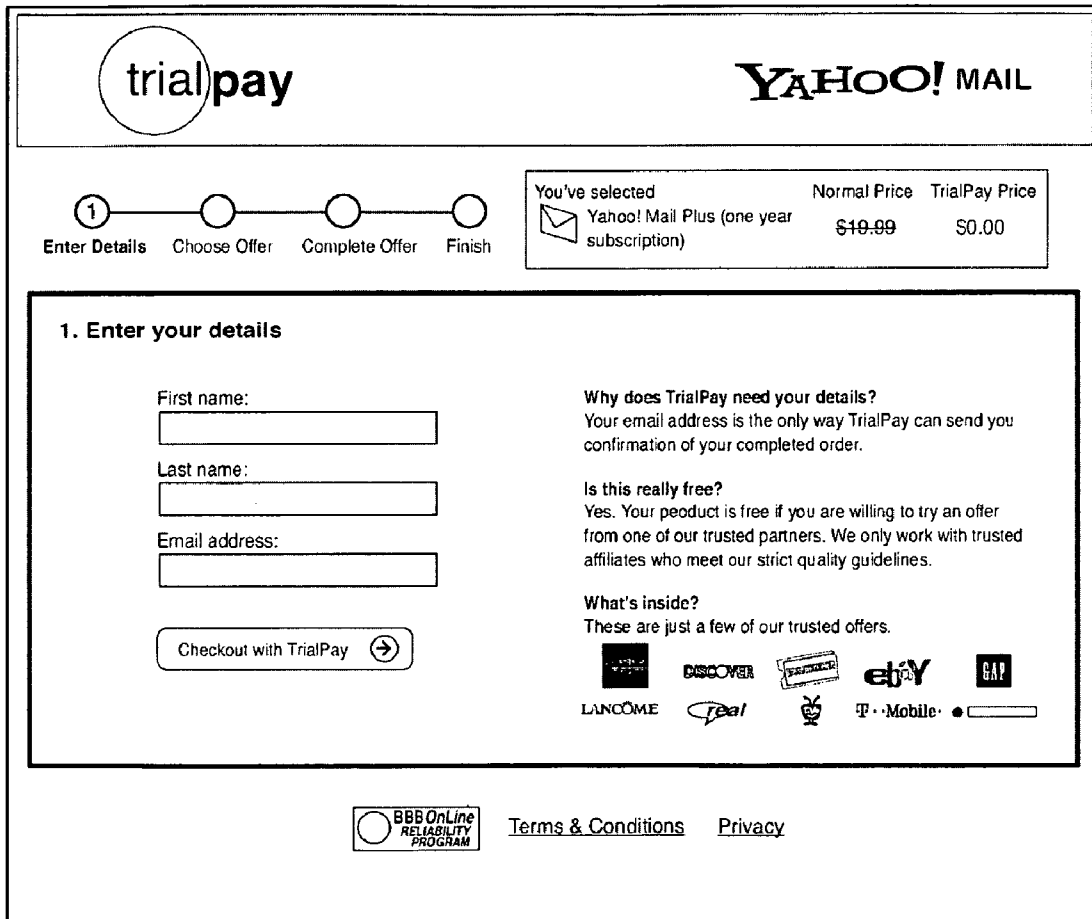 trialpay
YAHOO! MAIL
1
Enter Details
Choose Offer
Complete Offer
Finish
You've selected
Normal Price
TrialPay Price
Yahoo! Mail Plus (one year
subscription)
$19.99
$0.00
1. Enter your details
First name:
Last name:
Email address:
Checkout with TrialPay
Why does TrialPay need your details?
Your email address is the only way TrialPay can send you
confirmation of your completed order.
Is this really free?
Yes. Your peoduct is free if you are willing to try an offer
from one of our trusted partners. We only work with trusted
affiliates who meet our strict quality guidelines.
What's inside?
These are just a few of our trusted offers.
DISCOVER
ebaY
GAP
LANCÔME
real
T··Mobile·
BBBOnLine
RELIABILITY
PROGRAM
Terms & Conditions
Privacy